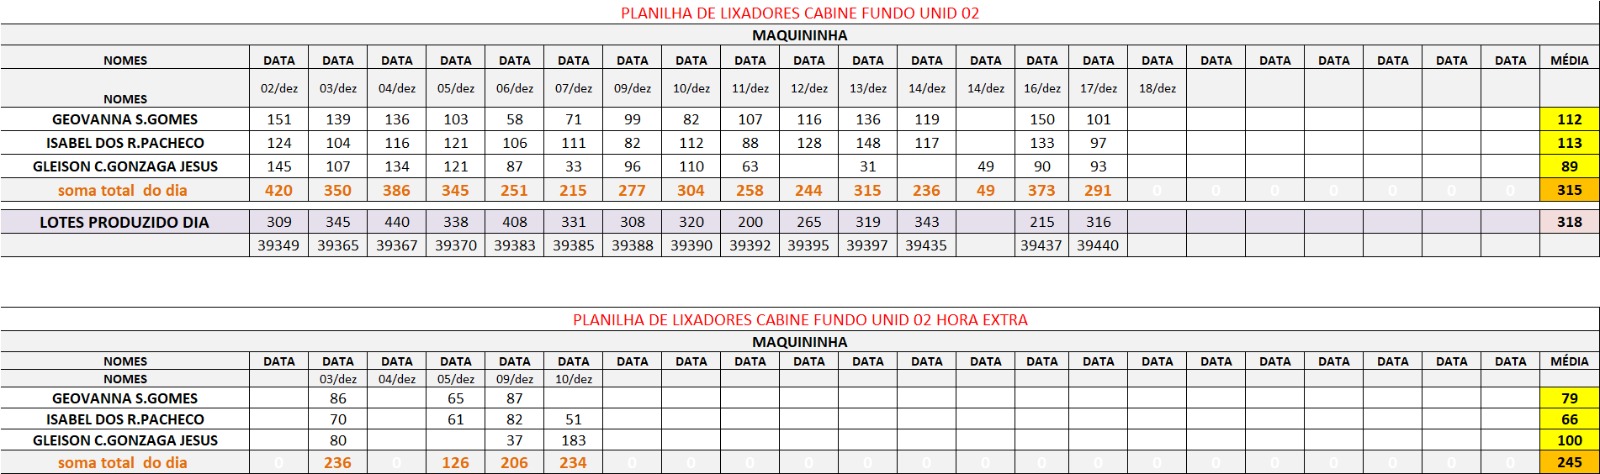 PLANILHA DE LIXADORES CABINE FUNDO UNID 02
MAQUININHA
NOMES DATA DATA DATA DATA DATA DATA DATA DATA DATA DATA DATA DATA DATA DATA DATA DATA DATA DATA DATA DATA DATA DATA MÉDIA
NOMES 02/dez 03/dez 04/dez 05/dez 06/dez 07/dez 09/dez 10/dez 11/dez 12/dez 13/dez 14/dez 14/dez 16/dez 17/dez 18/dez
GEOVANNA S.GOMES 151 139 136 103 58 71 99 82 107 116 136 119 150 101 112
ISABEL DOS R.PACHECO 124 104 116 121 106 111 82 112 88 128 148 117 133 97 113
GLEISON C.GONZAGA JESUS 145 107 134 121 87 33 96 110 63 31 49 90 93 89
soma total do dia 420 350 386 345 251 215 277 304 258 244 315 236 49 373 291 0 0 0 0 0 0 0 315
LOTES PRODUZIDO DIA 309 345 440 338 408 331 308 320 200 265 319 343 215 316 318
39349 39365 39367 39370 39383 39385 39388 39390 39392 39395 39397 39435 39437 39440
PLANILHA DE LIXADORES CABINE FUNDO UNID 02 HORA EXTRA
MAQUININHA
NOMES DATA DATA DATA DATA DATA DATA DATA DATA DATA DATA DATA DATA DATA DATA DATA DATA DATA DATA DATA DATA DATA DATA MÉDIA
NOMES 03/dez 04/dez 05/dez 09/dez 10/dez
GEOVANNA S.GOMES 86 65 87 79
ISABEL DOS R.PACHECO 70 61 82 51 66
GLEISON C.GONZAGA JESUS 80 37 183 100
soma total do dia 0 236 0 126 206 234 0 0 0 0 0 0 0 0 0 0 0 0 0 0 0 0 245